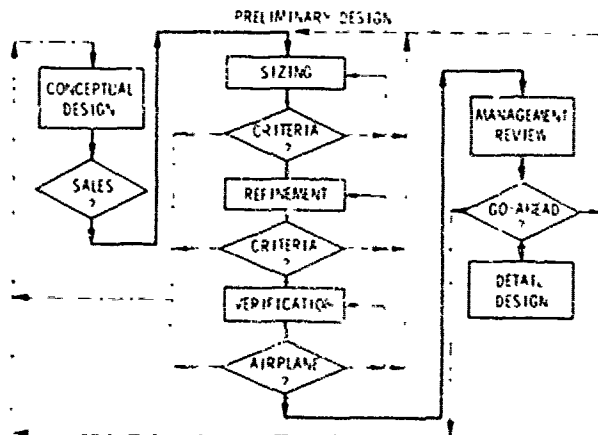 PRELIMINARY DESIGN
CONCEPTUAL
DESIGN
SALES
?
SIZING
CRITERIA
?
REFINEMENT
CRITERIA
?
VERIFICATION
AIRPLANE
?
MANAGEMENT
REVIEW
GO-AHEAD
?
DETAIL
DESIGN